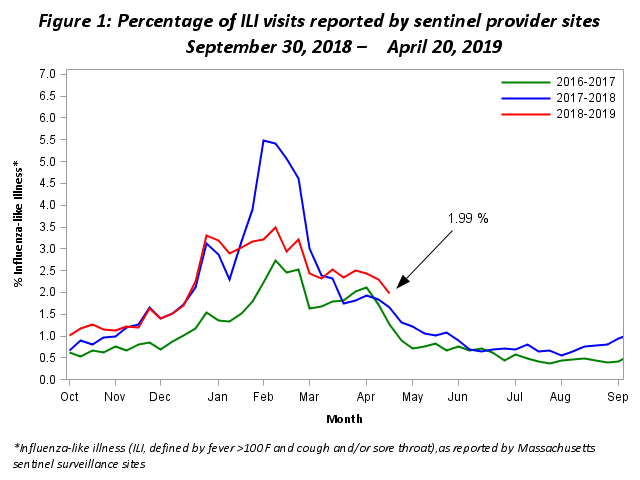 Figure 1: Percentage of ILI visits reported by sentinel provider sites
September 30, 2018 – April 20, 2019
7.0
6.5
6.0
5.5
5.0
4.5
4.0
3.5
3.0
2.5
2.0
1.5
1.0
0.5
0.0
% Influenza-like Illness*
2016-2017
2017-2018
2018-2019
1.99 %
Oct Nov Dec Jan Feb Mar Apr May Jun Jul Aug Sep
Month
*Influenza-like illness (ILI, defined by fever >100F and cough and/or sore throat),as reported by Massachusetts
sentinel surveillance sites